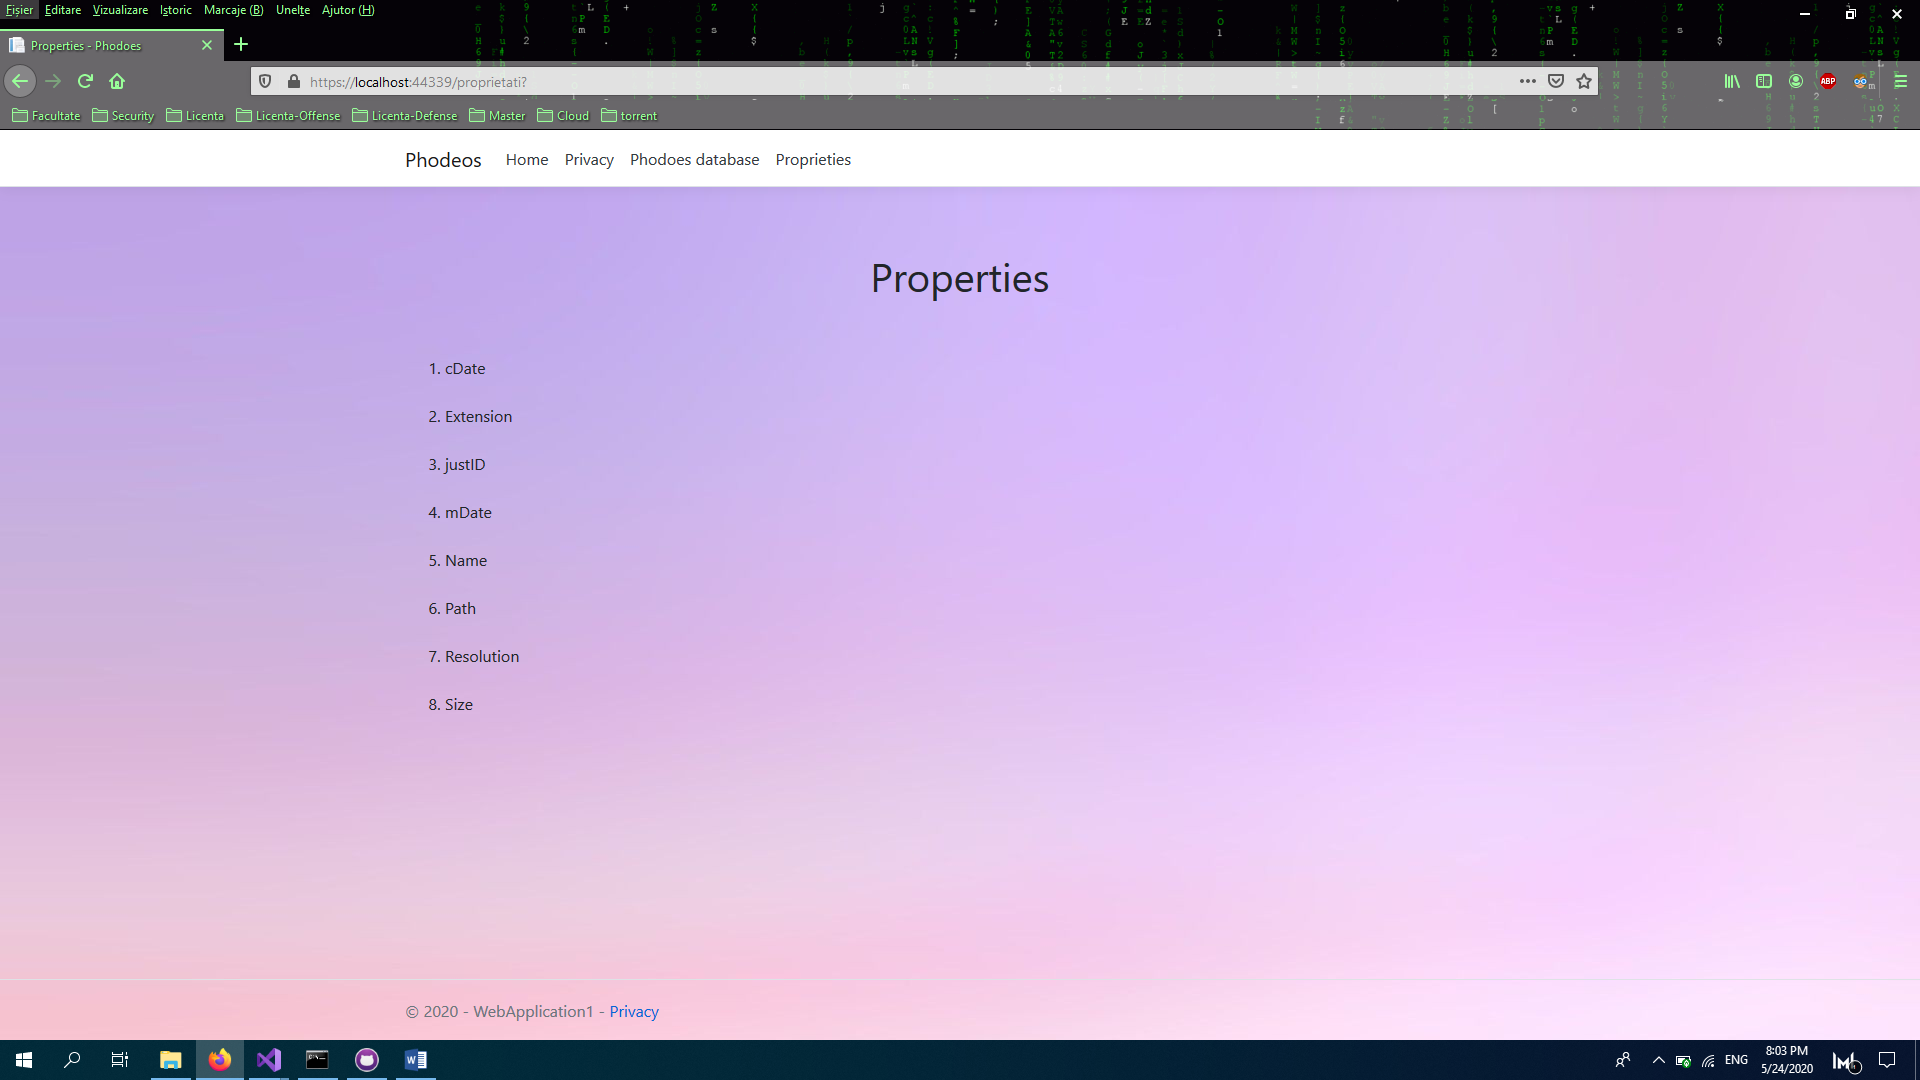 Fișier Editare Vizualizare Istoric Marcaje (B) Unelte Ajutor (H)
Properties - Phodoes
https://localhost:44339/proprietati?
ABP
Facultate Security Licenta Licenta-Offense Licenta-Defense Master Cloud torrent
Phodeos Home Privacy Phodoes database Proprieties
Properties
1. cDate
2. Extension
3. justID
4. mDate
5. Name
6. Path
7. Resolution
8. Size
© 2020 - WebApplication1 - Privacy
ENG
8:03 PM
5/24/2020